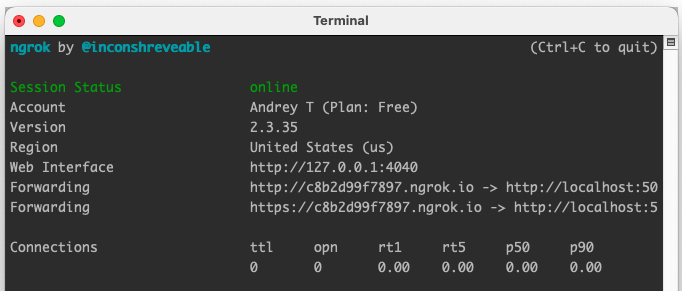 Terminal
ngrok by @inconshreveable (Ctrl+C to quit)
Session Status online
Account Andrey T (Plan: Free)
Version 2.3.35
Region United States (us)
Web Interface http://127.0.0.1:4040
Forwarding http://c8b2d99f7897.ngrok.io -> http://localhost:50
Forwarding https://c8b2d99f7897.ngrok.io -> http://localhost:5
Connections ttl opn rt1 rt5 p50 p90
0 0 0.00 0.00 0.00 0.00